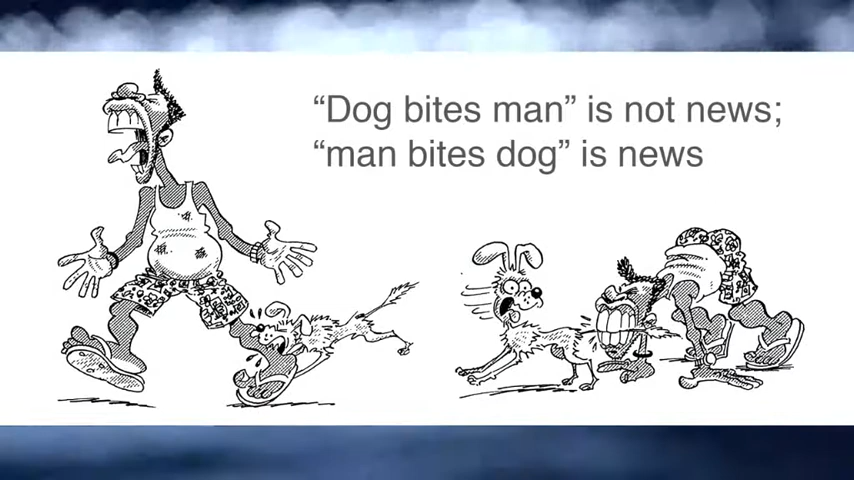 “Dog bites man” is not news;
“man bites dog” is news